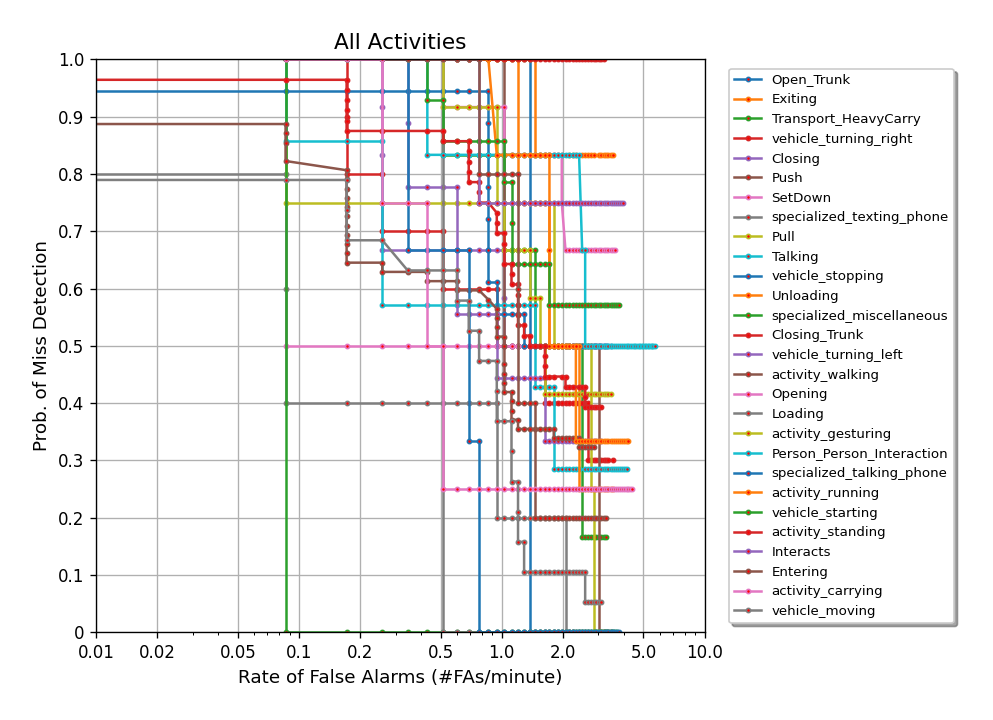 All Activities
Prob. of Miss Detection
1.0
0.9
0.8
0.7
0.6
0.5
0.4
0.3
0.2
0.1
0
0.01 0.02 0.05 0.1 0.2 0.5 1.0 2.0 5.0 10.0
Rate of False Alarms (#FAs/minute)
Open_Trunk
Exiting
Transport_HeavyCarry
vehicle_turning_right
Closing
Push
SetDown
specialized_texting_phone
Pull
Talking
vehicle_stopping
Unloading
specialized_miscellaneous
Closing_Trunk
vehicle_turning_left
activity_walking
Opening
Loading
activity_gesturing
Person_Person_Interaction
specialized_talking_phone
activity_running
vehicle_starting
activity_standing
Interacts
Entering
activity_carrying
vehicle_moving